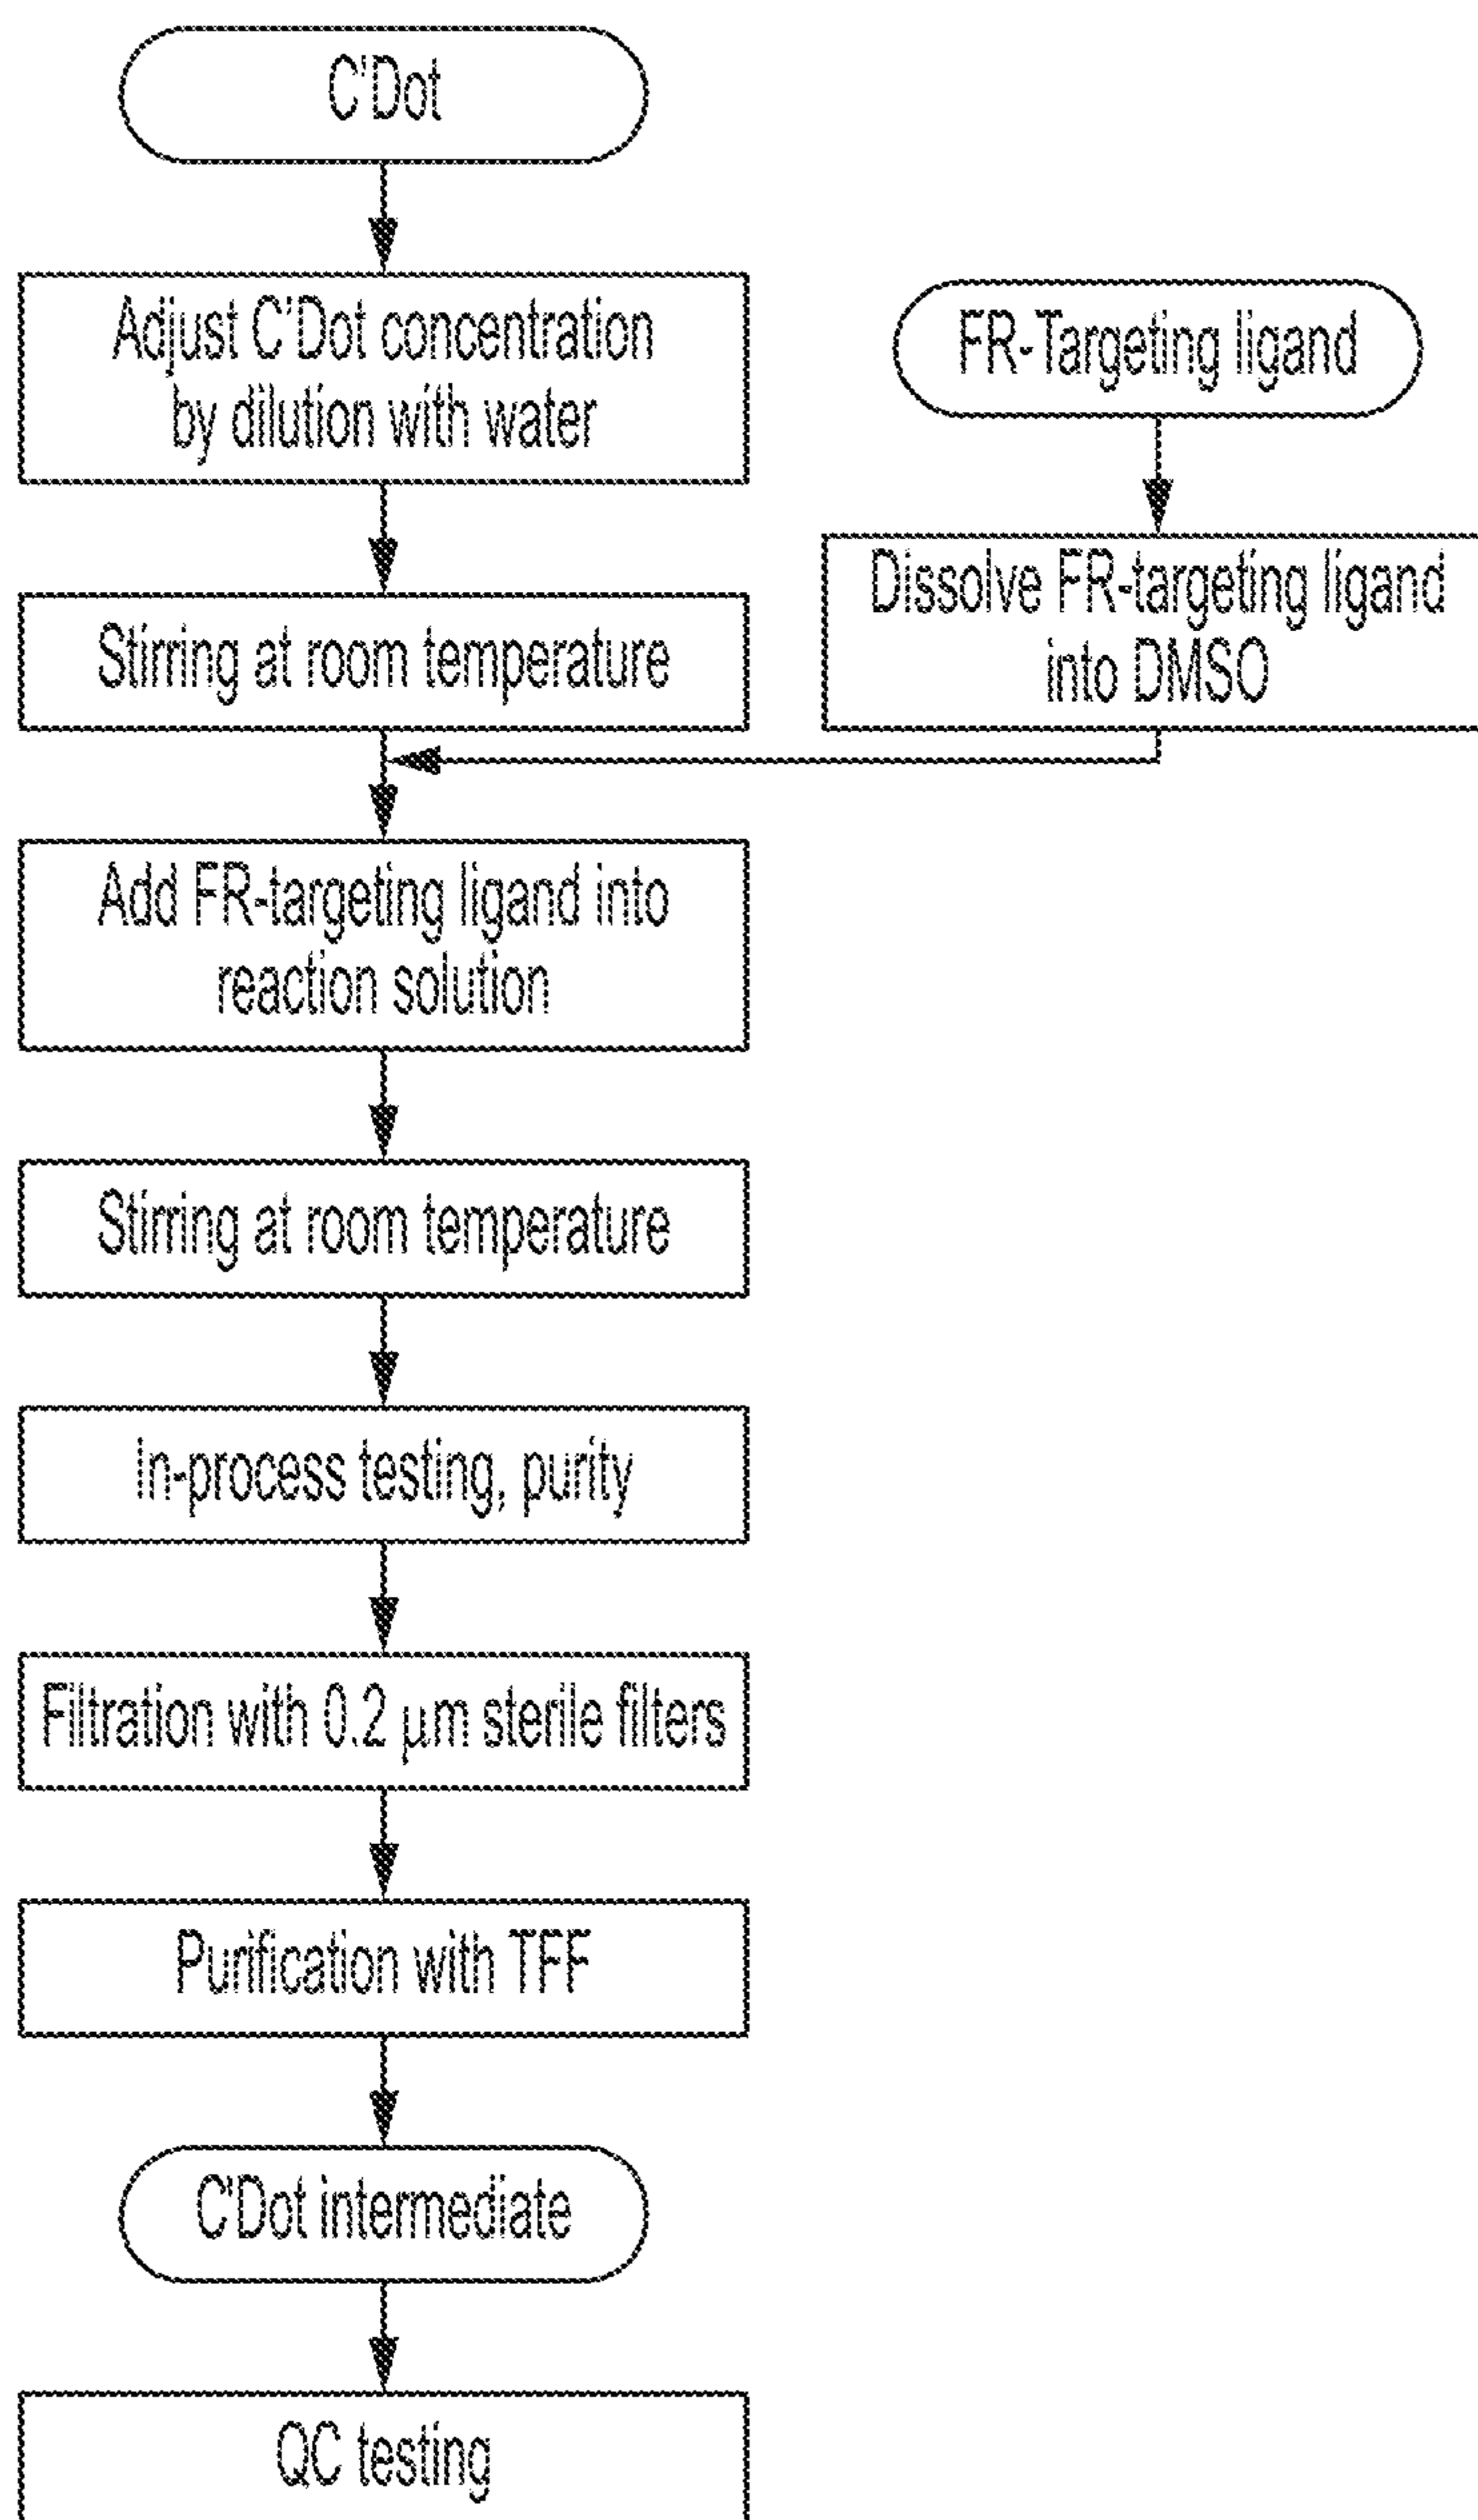 C'Dot
Adjust C'Dot concentration
by dilution with water
FR-Targeting ligand
Stirring at room temperature
Dissolve FR-targeting ligand
into DMSO
Add FR-targeting ligand into
reaction solution
Stirring at room temperature
In-process testing, purity
Filtration with 0.2 μm sterile filters
Purification with TFF
C'Dot intermediate
QC testing